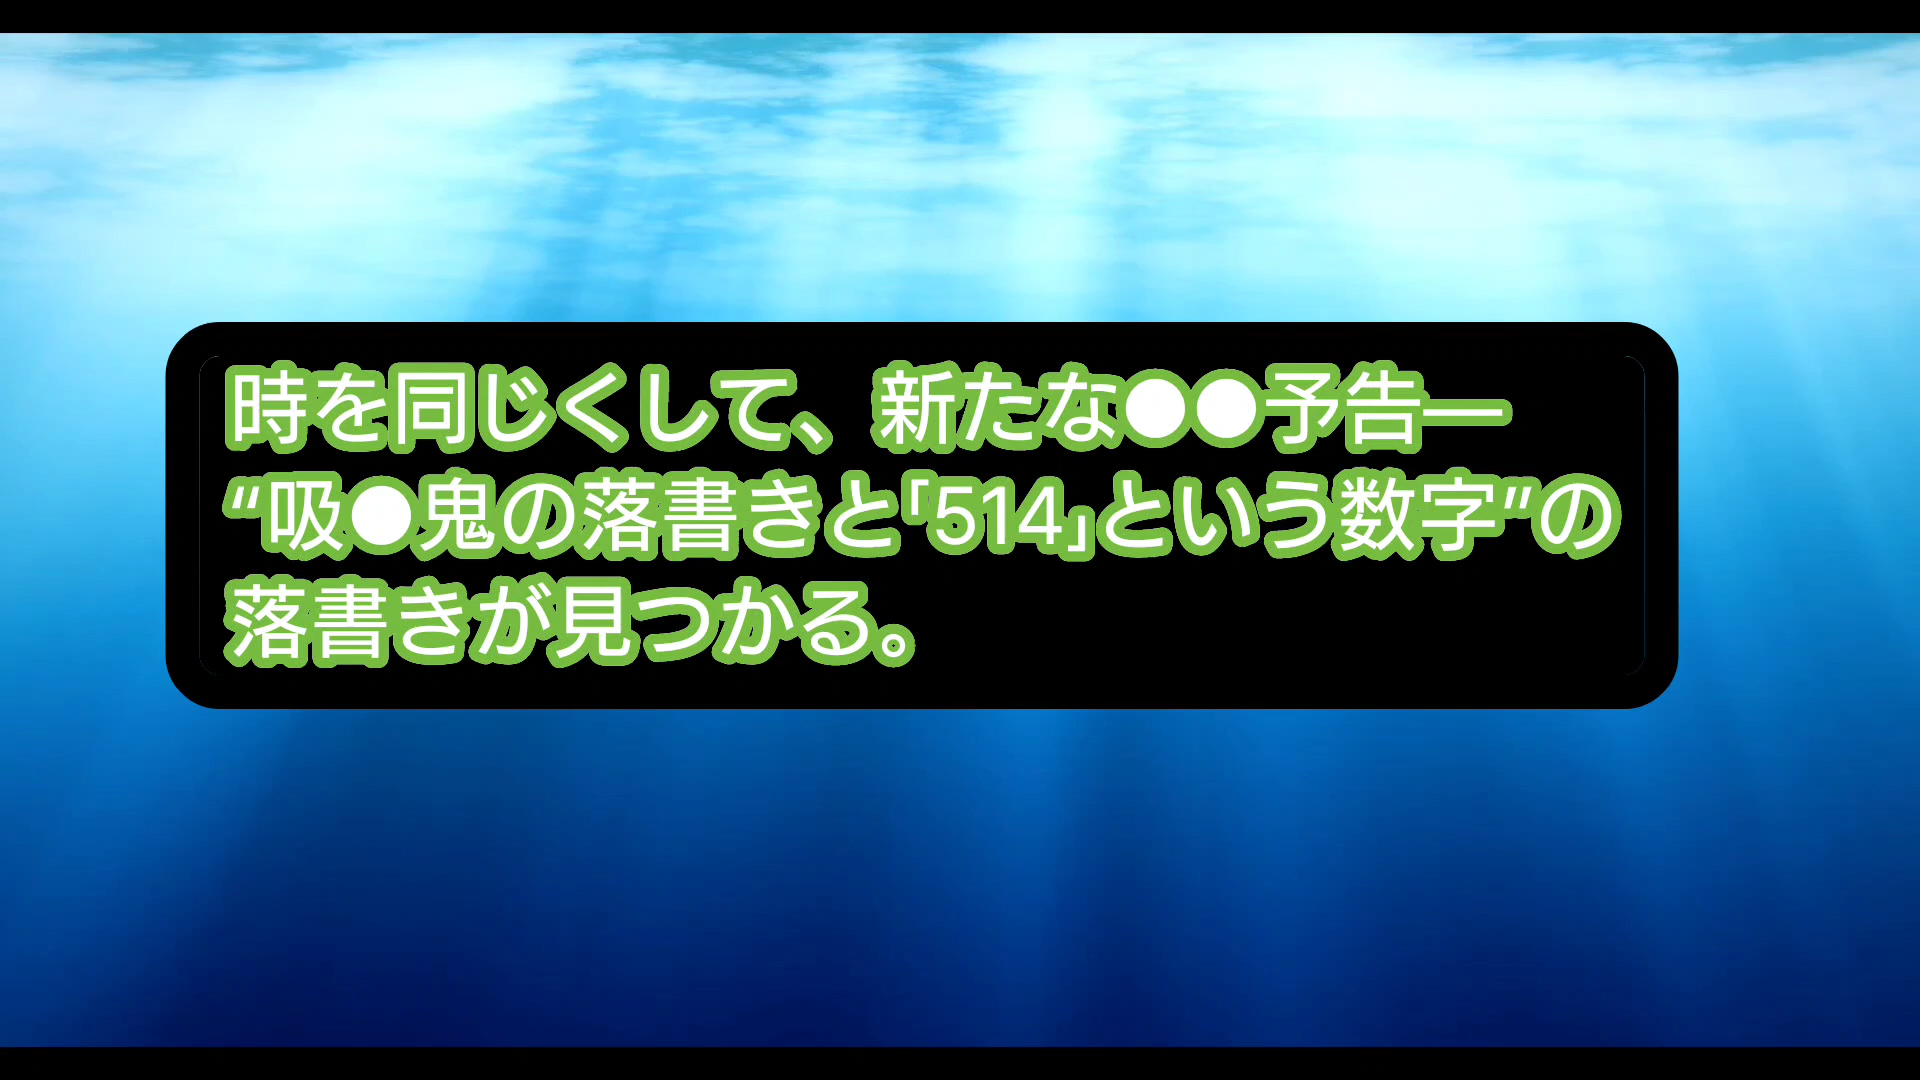 時を同じくして、新たな●●予告―
“吸●鬼の落書きと｢514｣という数字”の
落書きが見つかる。